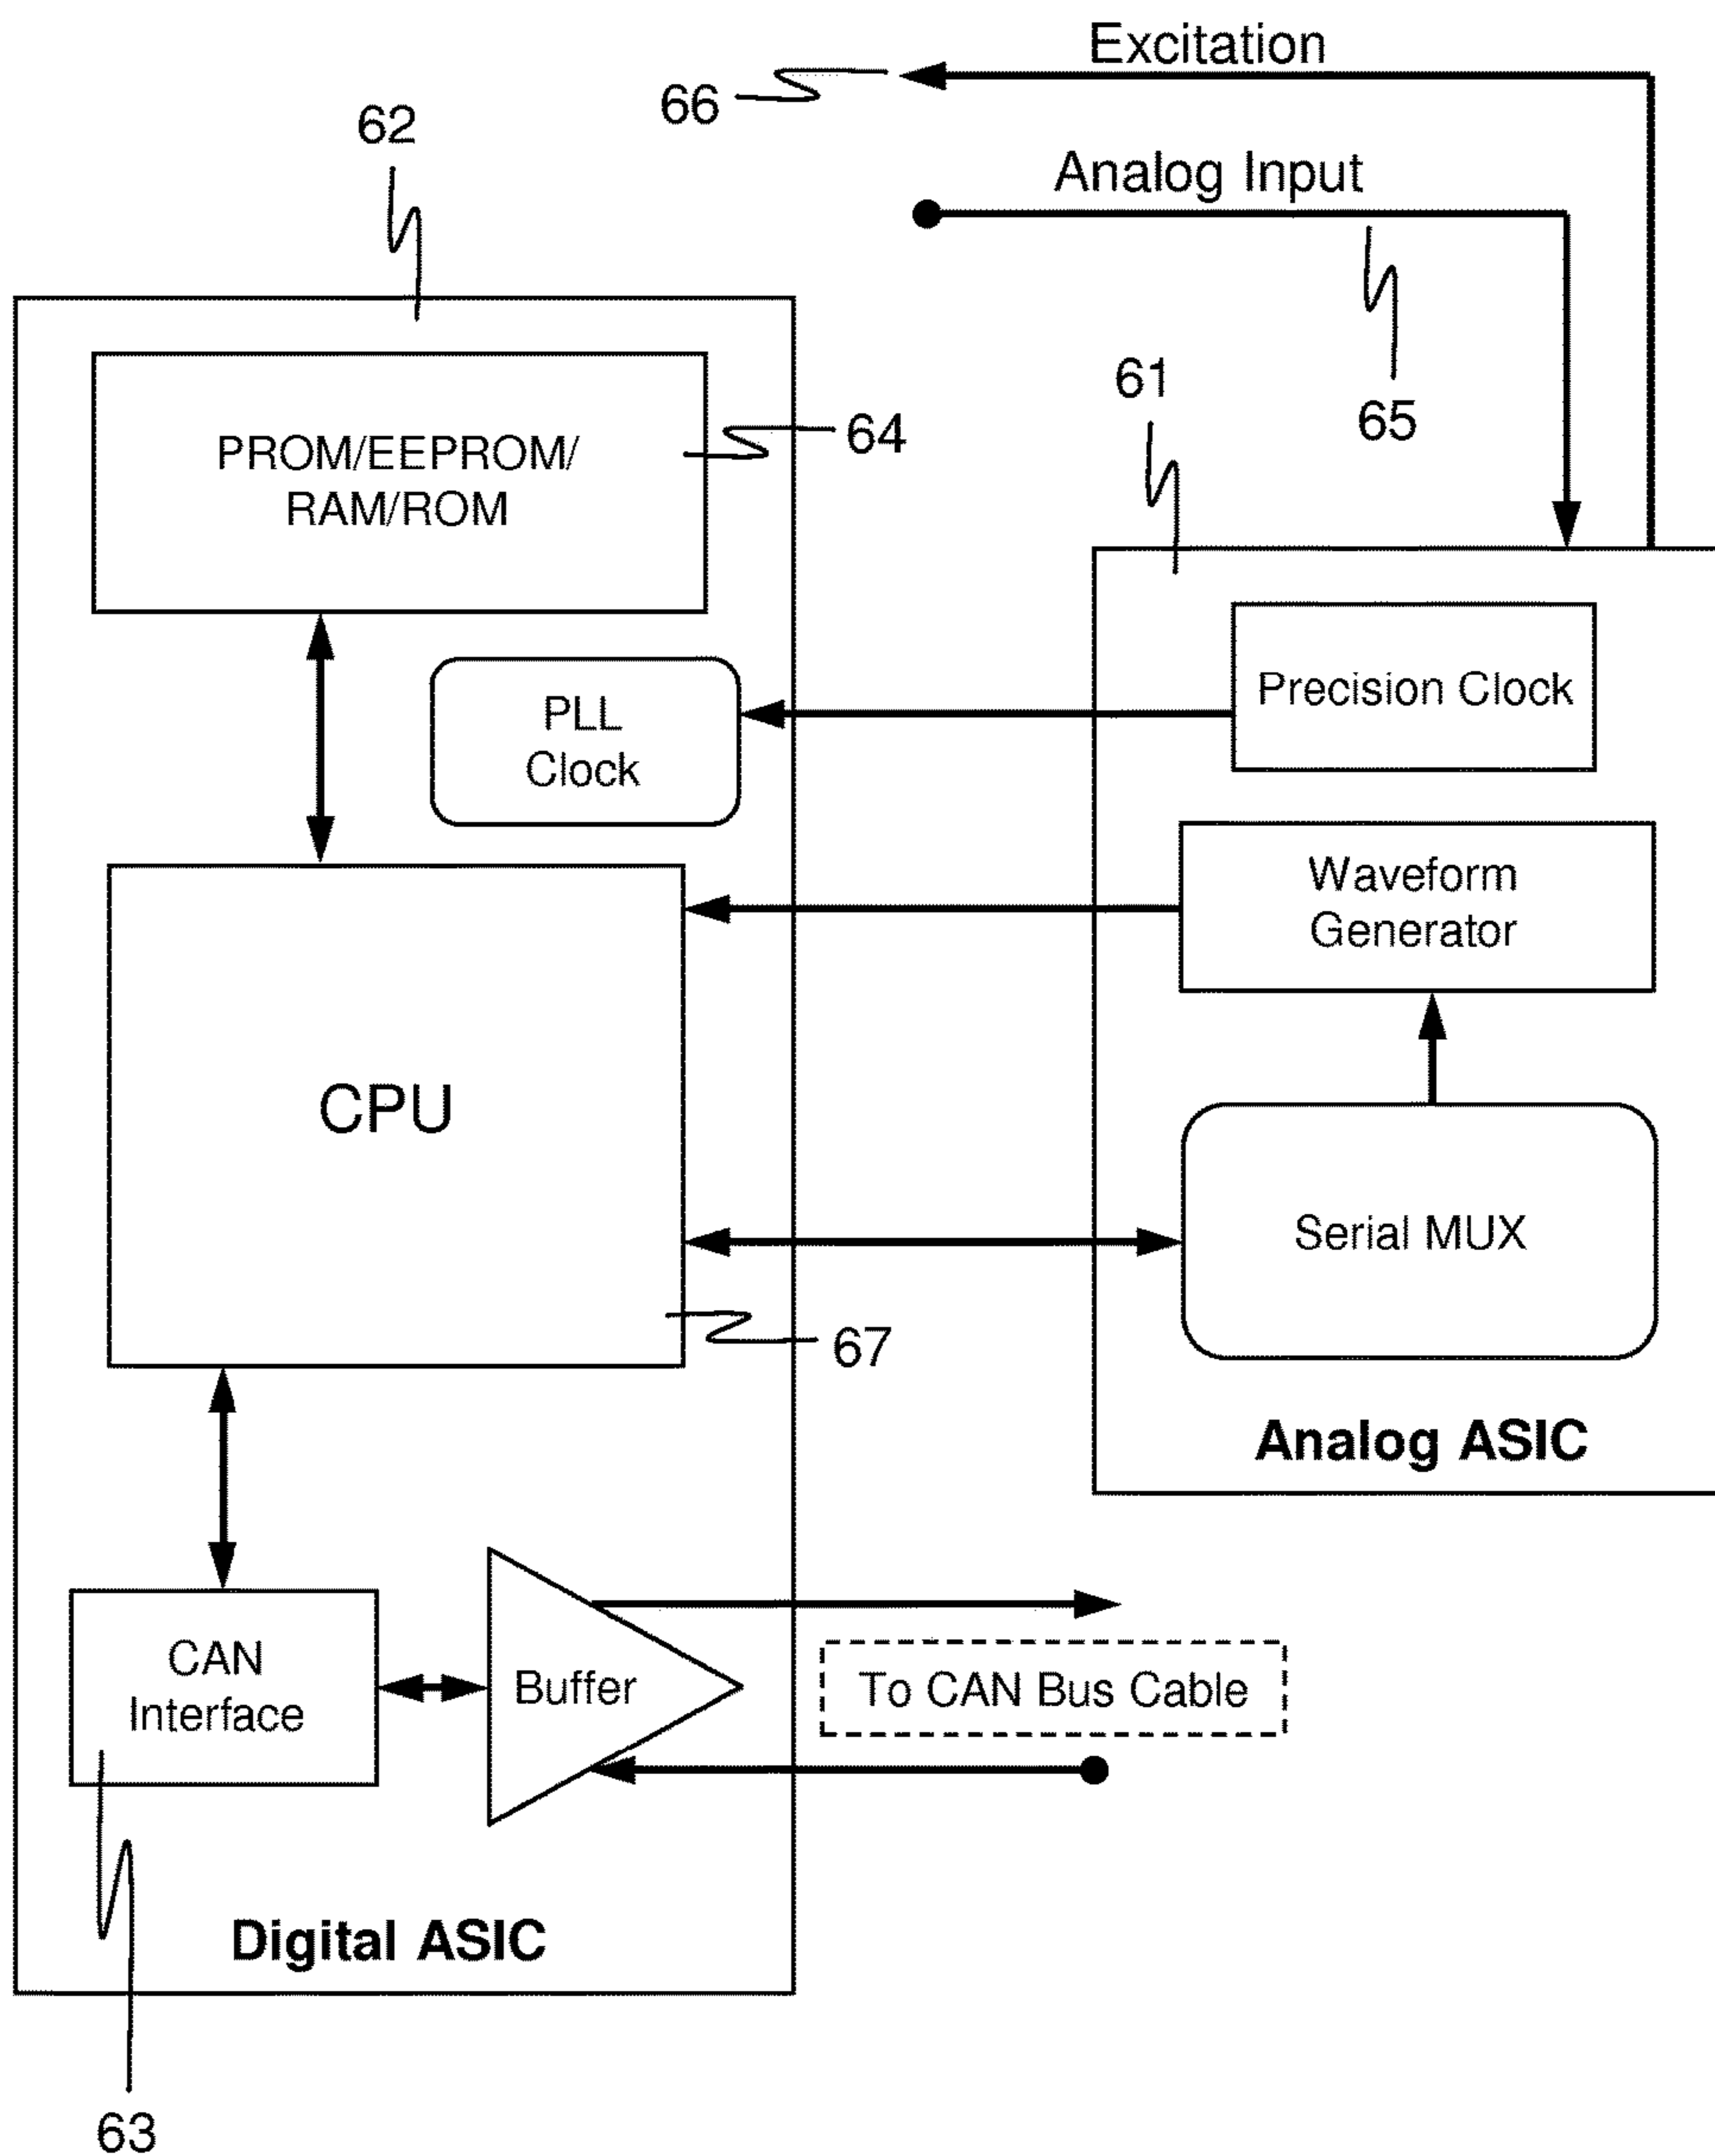 Excitation
66
62
Analog Input
61
65
PROM/EEPROM/
RAM/ROM
64
PLL
Clock
Precision Clock
Waveform
Generator
CPU
Serial MUX
67
Analog ASIC
CAN
Interface
Buffer
To CAN Bus Cable
Digital ASIC
63